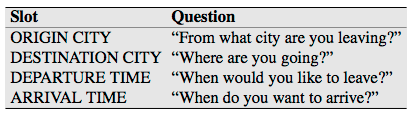 Slot Question
ORIGIN CITY “From what city are you leaving?”
DESTINATION CITY “Where are you going?”
DEPARTURE TIME “When would you like to leave?”
ARRIVAL TIME “When do you want to arrive?”